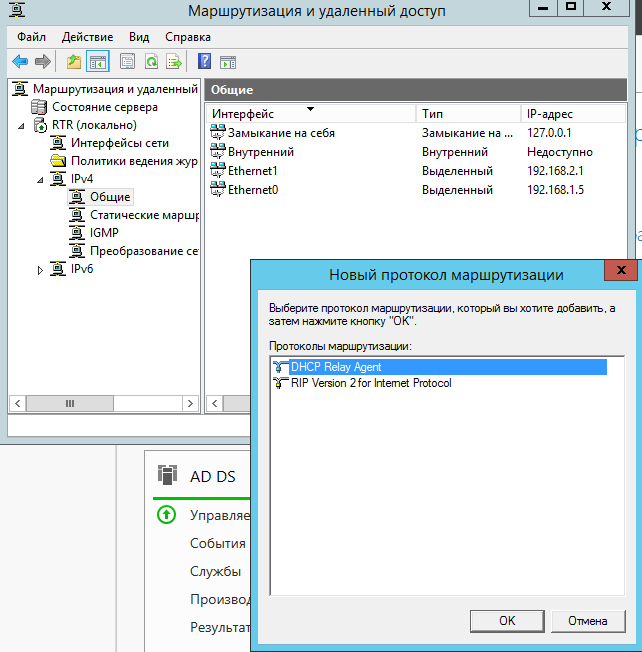 Маршрутизация и удаленный доступ
Файл Действие Вид Справка
Маршрутизация и удаленный
Состояние сервера
RTR (локально)
Интерфейсы сети
Политики ведения жур
IPv4
Общие
Статические маршр
IGMP
Преобразование се
IPv6
Общие
Интерфейс Тип IP-адрес
Замыкание на себя Замыкание на ... 127.0.0.1
Внутренний Внутренний Недоступно
Ethernet1 Выделенный 192.168.2.1
Ethernet0 Выделенный 192.168.1.5
Новый протокол маршрутизации
Выберите протокол маршрутизации, который вы хотите добавить, а
затем нажмите кнопку "ОК".
Протоколы маршрутизации:
DHCP Relay Agent
RIP Version 2 for Internet Protocol
ОК Отмена
AD DS
Управляе
События
Службы
Производ
Результат